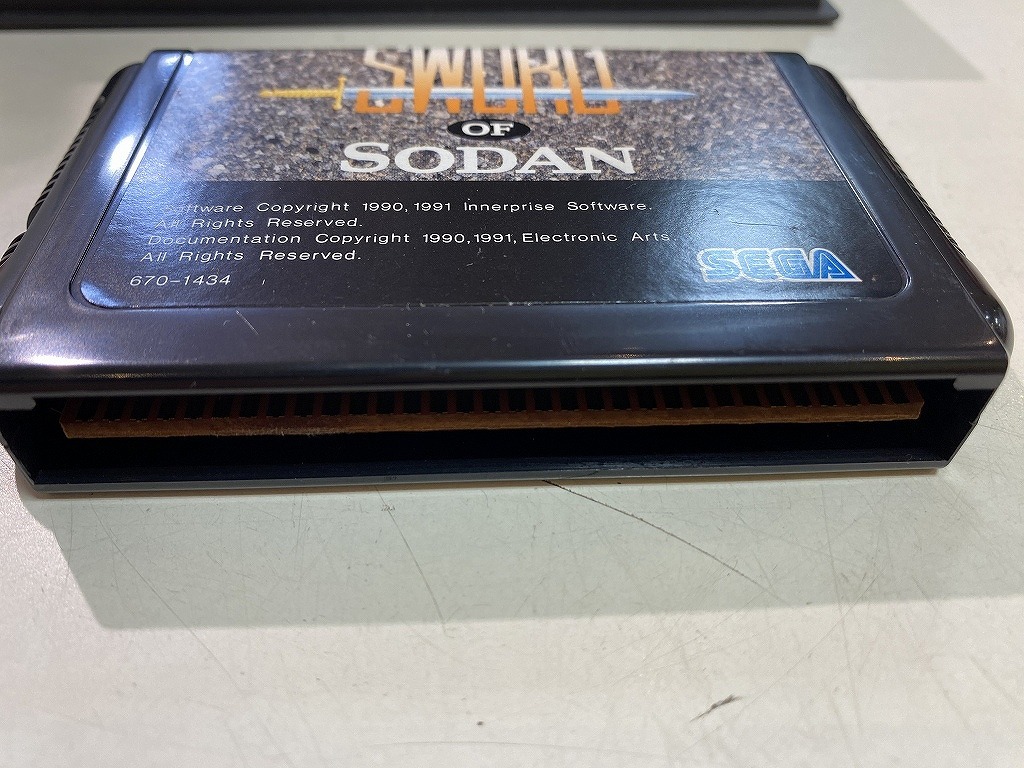 SWORD
OF
SODAN
Software Copyright 1990, 1991 Innerprise Software.
All Rights Reserved.
Documentation Copyright 1990,1991, Electronic Arts
All Rights Reserved.
670-1434
SEGA